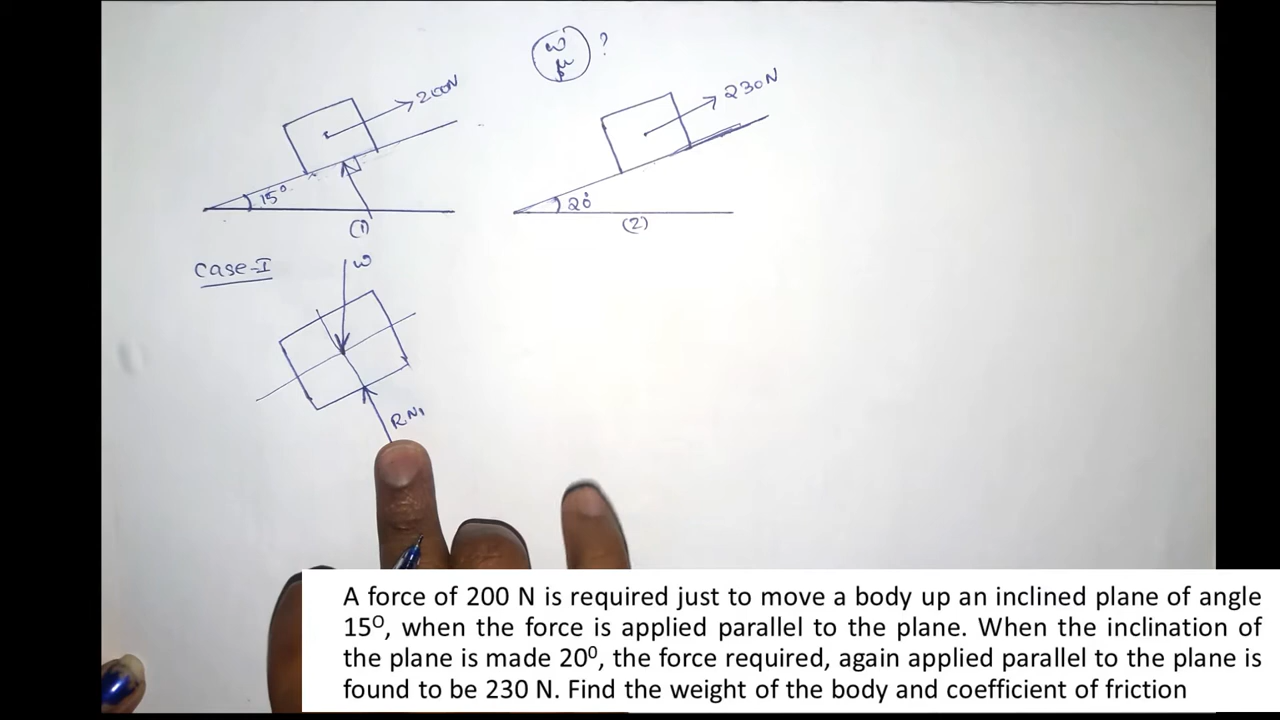 W
μ
?
200N
230N
15°
20°
(1)
(2)
Case-I
W
RN₁
A force of 200 N is required just to move a body up an inclined plane of angle
15⁰, when the force is applied parallel to the plane. When the inclination of
the plane is made 20⁰, the force required, again applied parallel to the plane is
found to be 230 N. Find the weight of the body and coefficient of friction